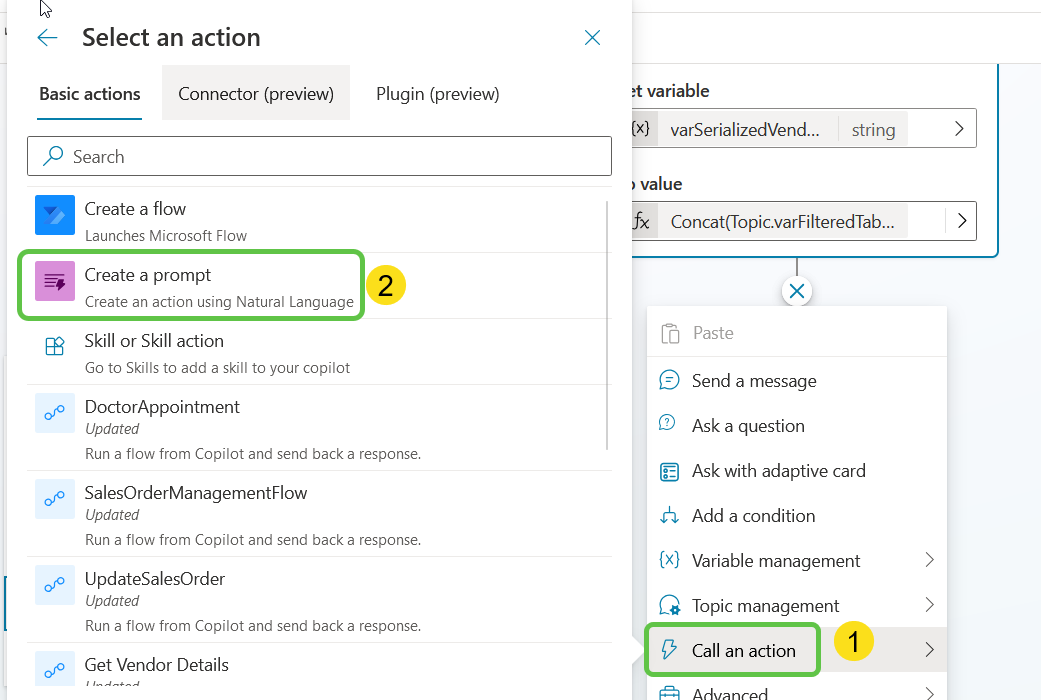 Select an action
Basic actions
Connector (preview)
Plugin (preview)
Search
Create a flow
Launches Microsoft Flow
Create a prompt
Create an action using Natural Language
2
Skill or Skill action
Go to Skills to add a skill to your copilot
DoctorAppointment
Updated
Run a flow from Copilot and send back a response.
SalesOrderManagementFlow
Updated
Run a flow from Copilot and send back a response.
UpdateSalesOrder
Updated
Run a flow from Copilot and send back a response.
Get Vendor Details
Updated
et variable
{x} varSerializedVend... string
o value
fx Concat(Topic.varFilteredTab...
Paste
Send a message
Ask a question
Ask with adaptive card
Add a condition
{x} Variable management
Topic management
Call an action
1
Advanced